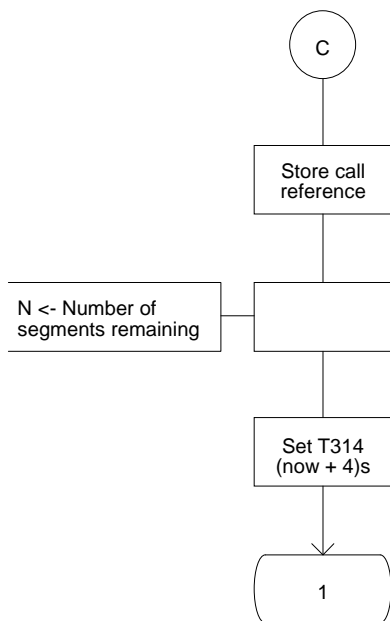 C
Store call
reference
N <- Number of
segments remaining
Set T314
(now + 4)s
1